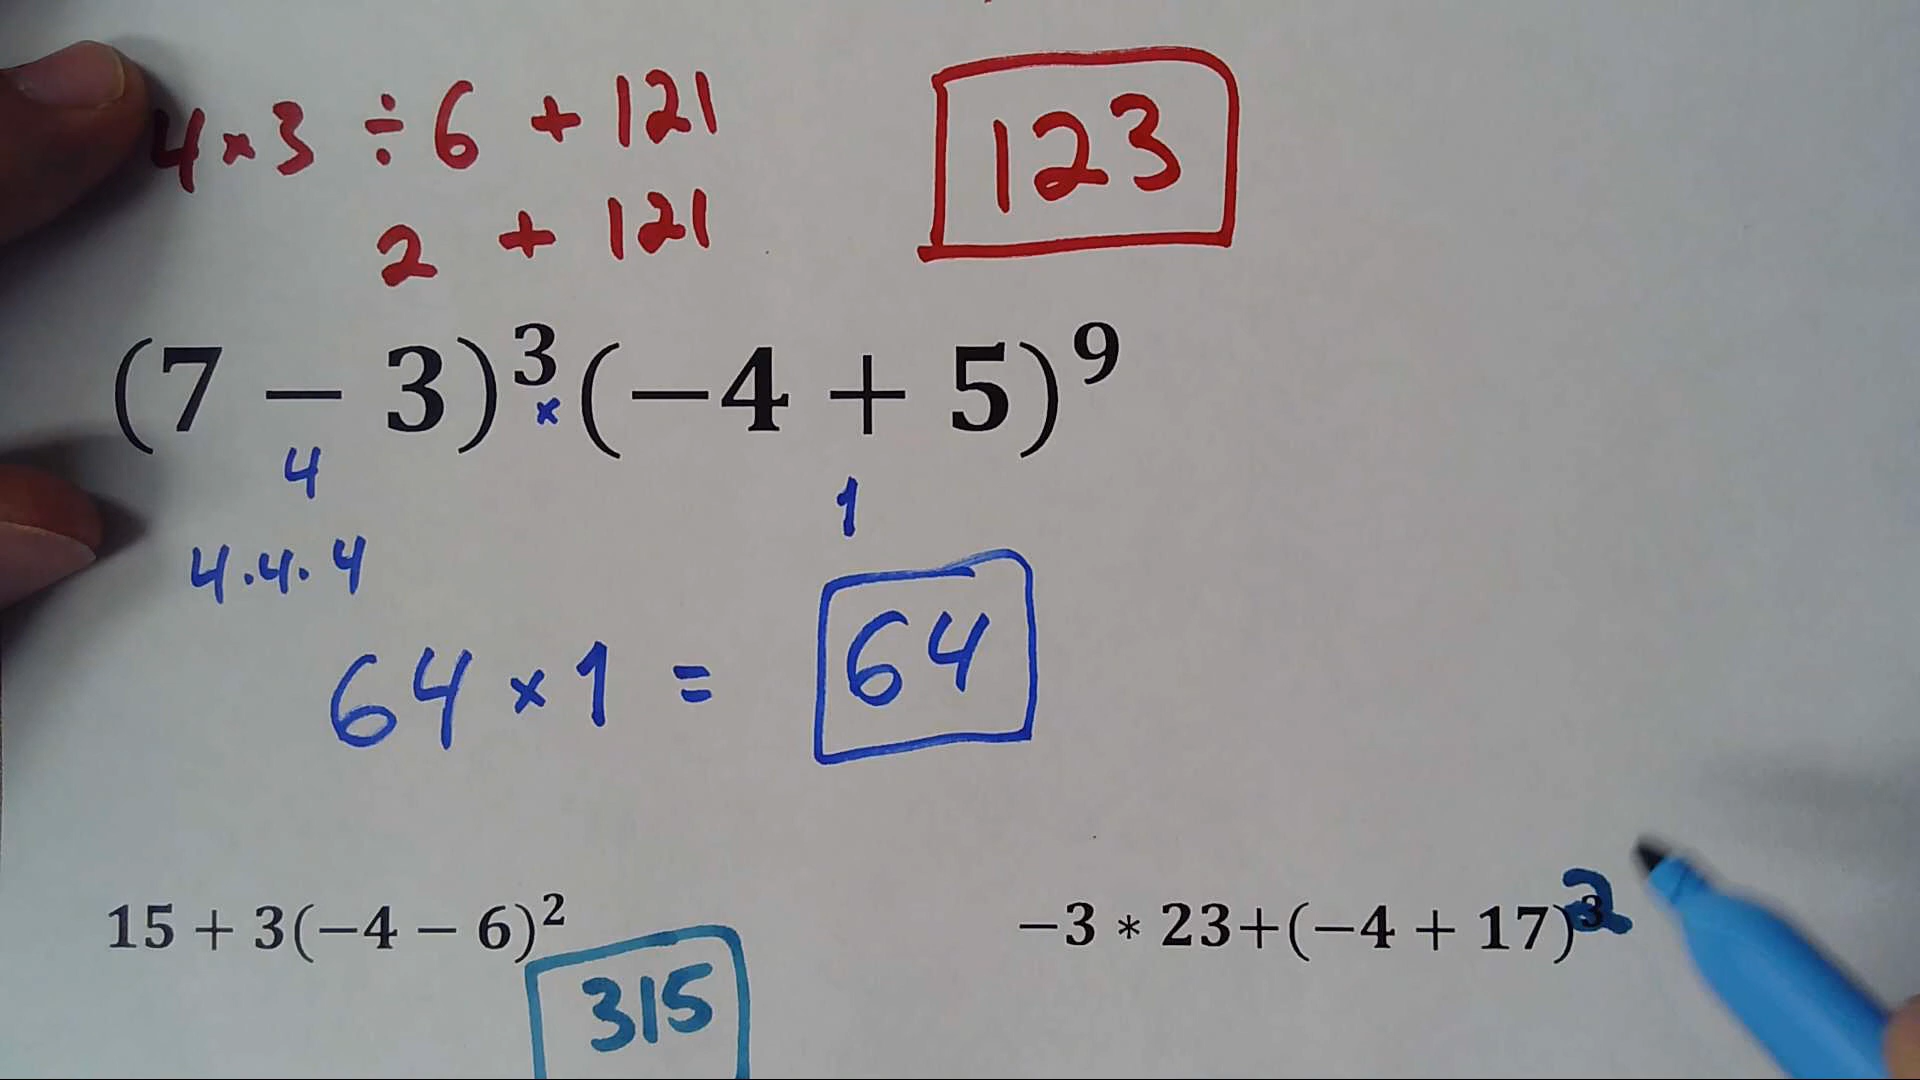 4 × 3 ÷ 6 + 121
123
2 + 121
(7 − 3)³ × (−4 + 5)⁹
4
1
4·4·4
64 × 1 = 64
15 + 3(−4 − 6)²
−3 * 23+(−4 + 17)²
315